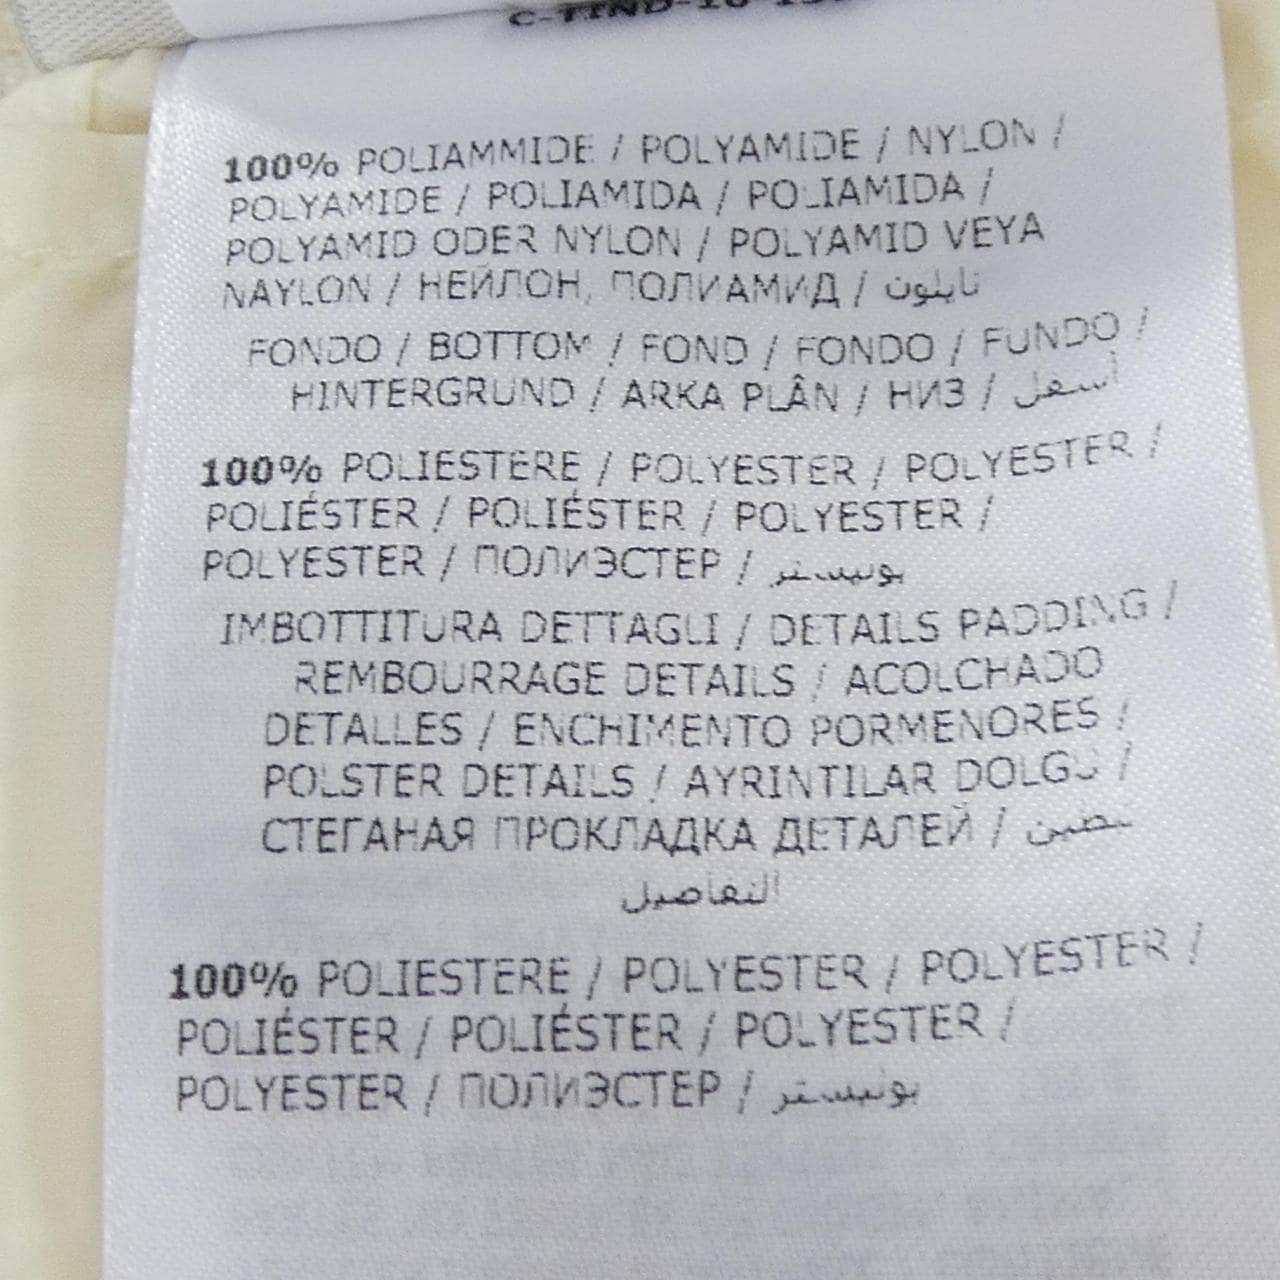 100% POLIAMMIDE / POLYAMIDE / NYLON /
POLYAMIDE / POLIAMIDA / POLIAMIDA /
POLYAMID ODER NYLON / POLYAMID VEYA
NAYLON / НЕЙЛОН, ПОЛИАМИД / نايلون
FONDO / BOTTOM / FOND / FONDO / FUNDO /
HINTERGRUND / ARKA PLÂN / НИЗ / أسفل
100% POLIESTERE / POLYESTER / POLYESTER /
POLIÉSTER / POLIÉSTER / POLYESTER /
POLYESTER / ПОЛИЭСТЕР / بوليستر
IMBOTTITURA DETTAGLI / DETAILS PADDING /
REMBOURRAGE DETAILS / ACOLCHADO
DETALLES / ENCHIMENTO PORMENORES /
POLSTER DETAILS / AYRINTILAR DOLGU /
СТЕГАНАЯ ПРОКЛАДКА ДЕТАЛЕЙ /
التفاصيل
100% POLIESTERE / POLYESTER / POLYESTER /
POLIÉSTER / POLIÉSTER / POLYESTER /
POLYESTER / ПОЛИЭСТЕР / بوليستر